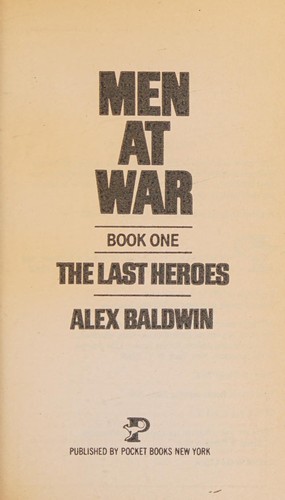 MEN
AT
WAR
BOOK ONE
THE LAST HEROES
ALEX BALDWIN
P
PUBLISHED BY POCKET BOOKS NEW YORK